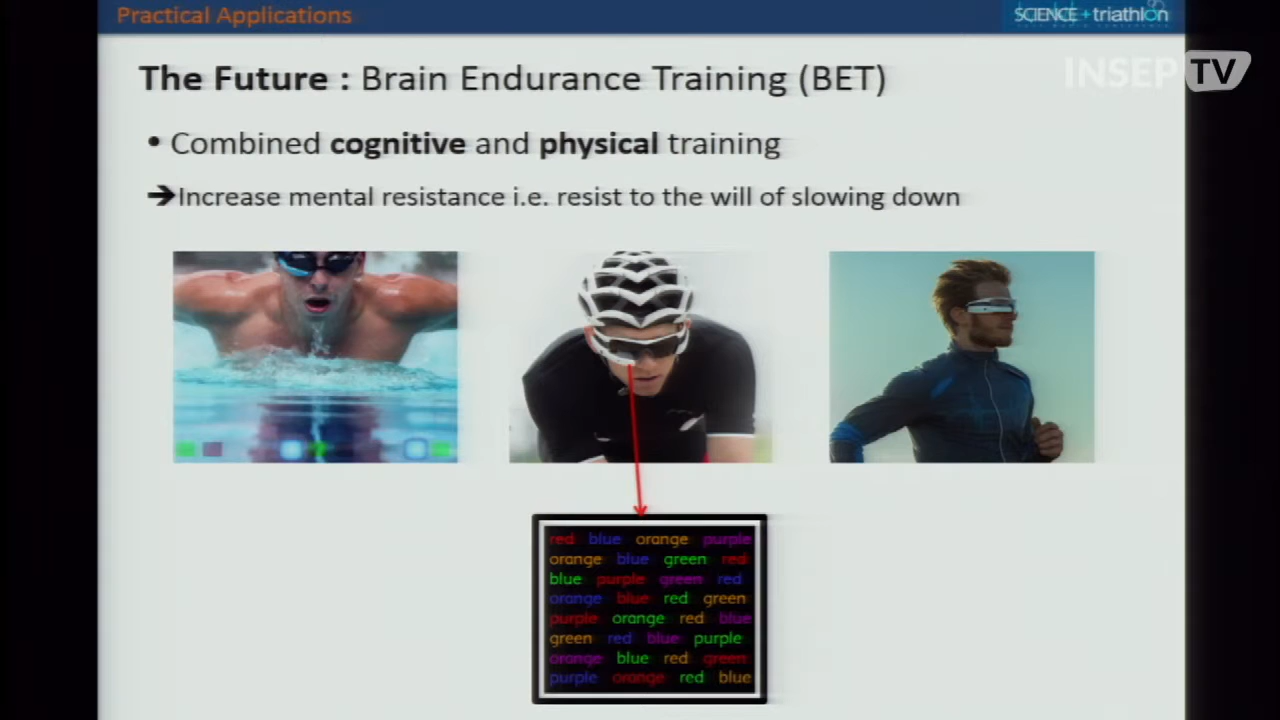 Practical Applications
SCIENCE+triathlon
INSEP TV
The Future : Brain Endurance Training (BET)
• Combined cognitive and physical training
➔Increase mental resistance i.e. resist to the will of slowing down
red blue orange purple
orange blue green red
blue purple green red
orange blue red green
purple orange red blue
green red blue purple
orange blue red green
purple orange red blue